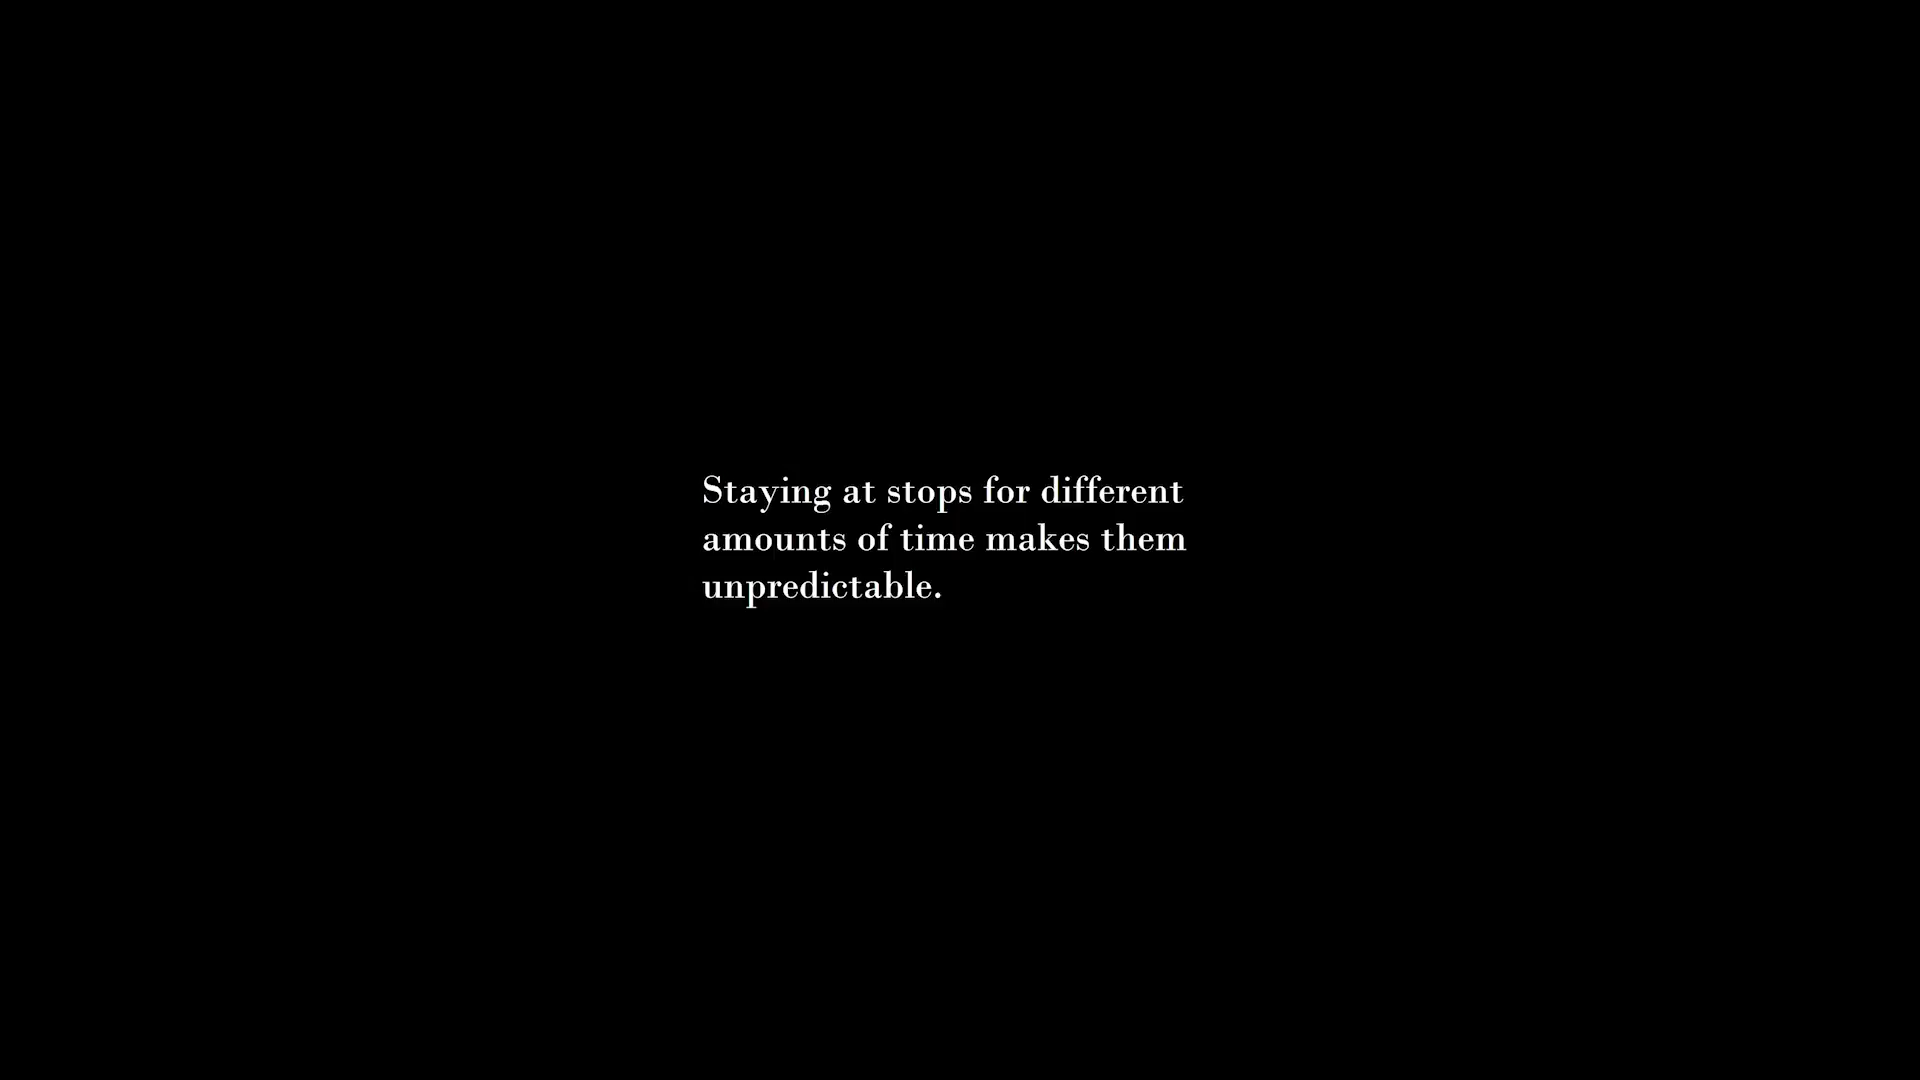 Staying at stops for different
amounts of time makes them
unpredictable.